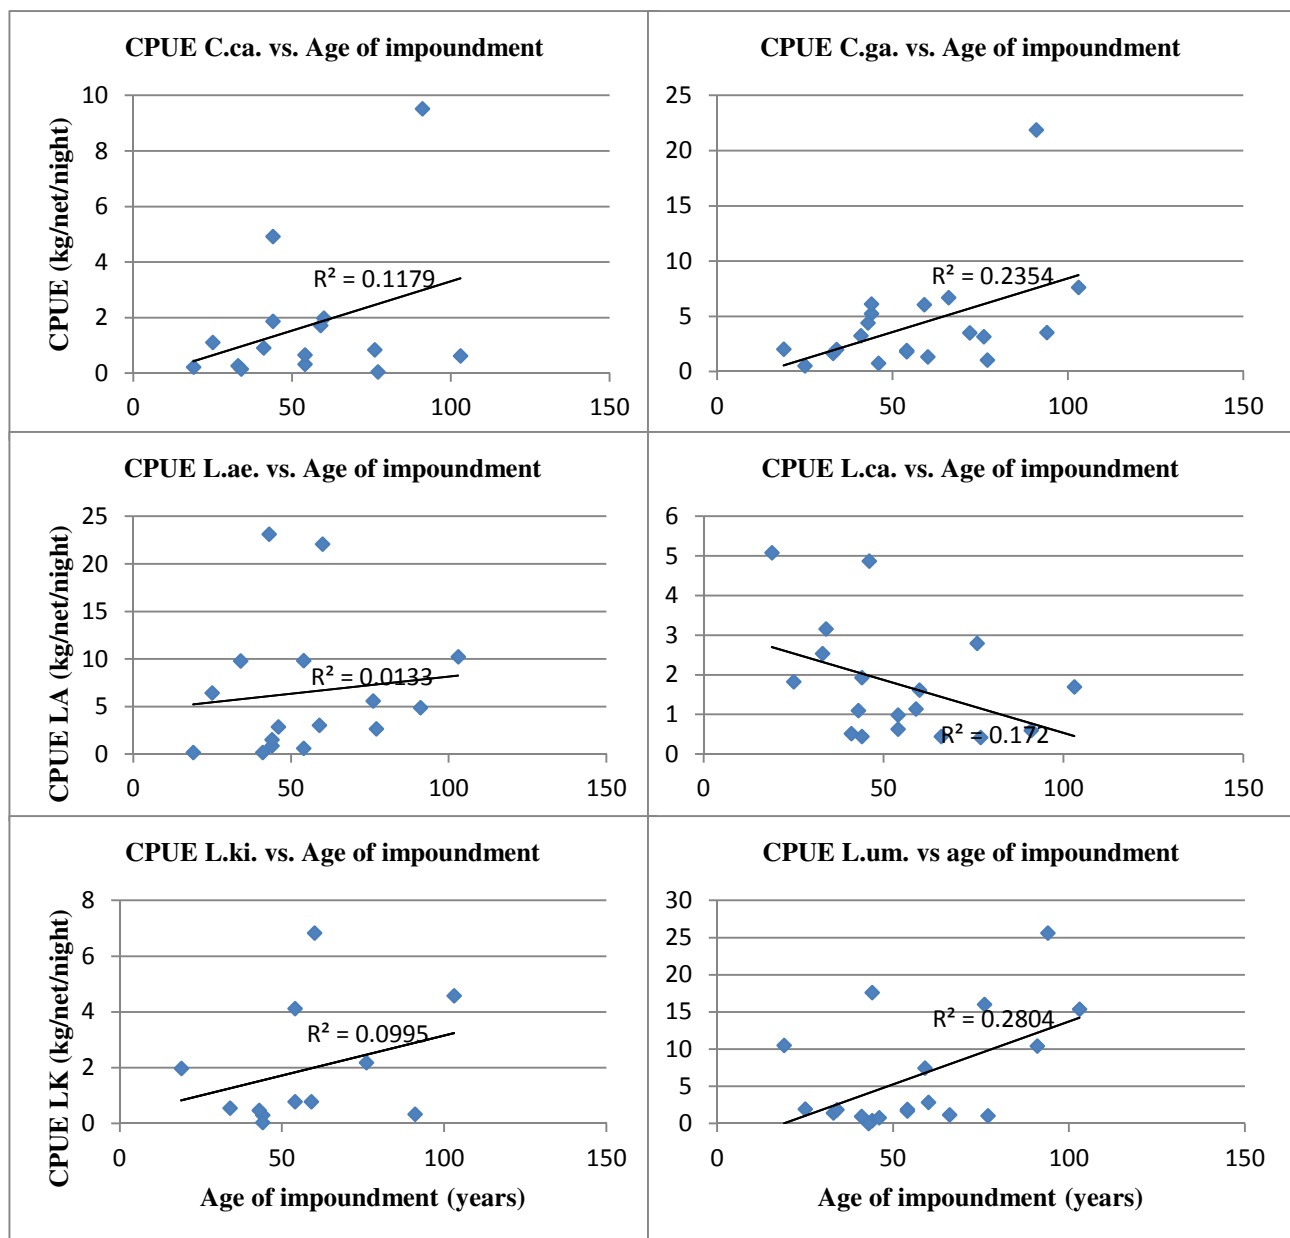 CPUE C.ca. vs. Age of impoundment
CPUE (kg/net/night)
10
8
6
4
2
0
R² = 0.1179
0 50 100 150
CPUE C.ga. vs. Age of impoundment
25
20
15
10
5
0
R² = 0.2354
0 50 100 150
CPUE L.ae. vs. Age of impoundment
CPUE LA (kg/net/night)
25
20
15
10
5
0
R² = 0.0133
0 50 100 150
CPUE L.ca. vs. Age of impoundment
6
5
4
3
2
1
0
R² = 0.172
0 50 100 150
CPUE L.ki. vs. Age of impoundment
CPUE LK (kg/net/night)
8
6
4
2
0
R² = 0.0995
0 50 100 150
Age of impoundment (years)
CPUE L.um. vs age of impoundment
30
25
20
15
10
5
0
R² = 0.2804
0 50 100 150
Age of impoundment (years)